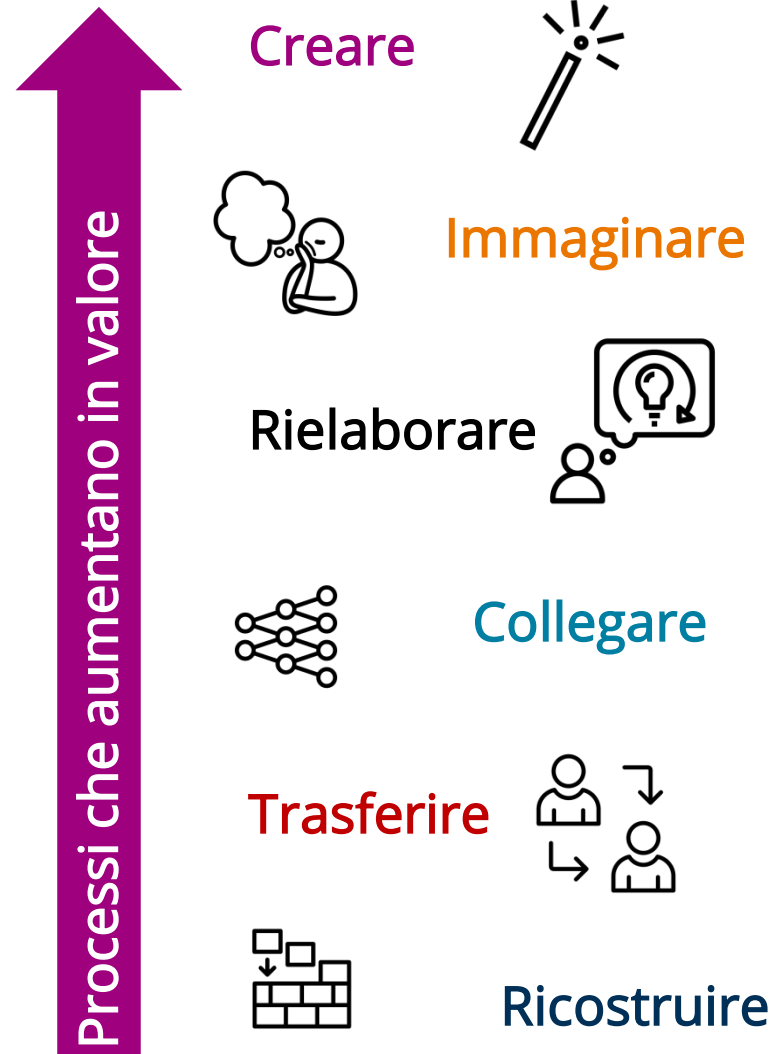 Creare
Immaginare
Rielaborare
Collegare
Trasferire
Ricostruire
Processi che aumentano in valore